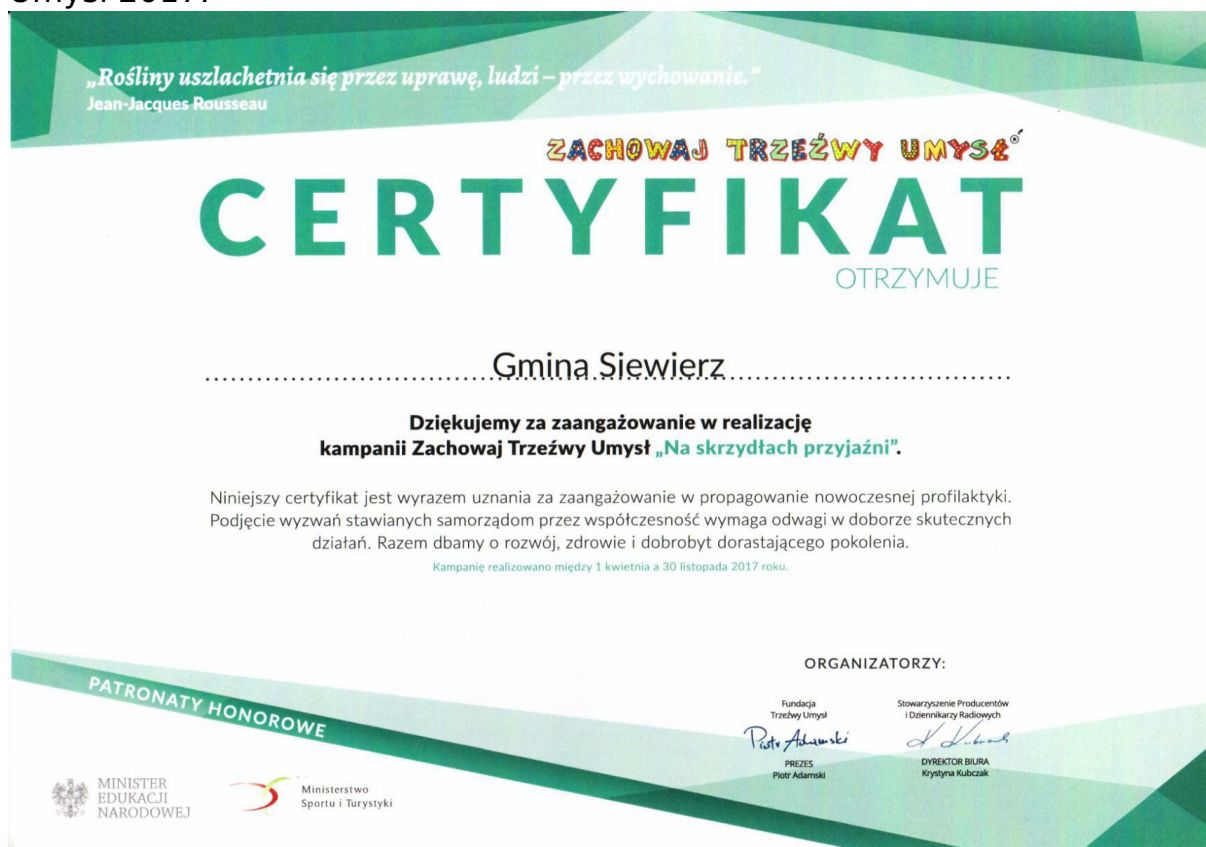 Umysł 2017.
„Rośliny uszlachetnia się przez uprawę, ludzi – przez wychowanie.”
Jean-Jacques Rousseau
ZACH@WAJ TRZEŹWY UMYSŁ
CERTYFIKAT
OTRZYMUJE
Gmina Siewierz
Dziękujemy za zaangażowanie w realizację
kampanii Zachowaj Trzeźwy Umysł „Na skrzydłach przyjaźni”.
Niniejszy certyfikat jest wyrazem uznania za zaangażowanie w propagowanie nowoczesnej profilaktyki.
Podjęcie wyzwań stawianych samorządom przez współczesność wymaga odwagi w doborze skutecznych
działań. Razem dbamy o rozwój, zdrowie i dobrobyt dorastającego pokolenia.
Kampanię realizowano między 1 kwietnia a 30 listopada 2017 roku.
ORGANIZATORZY:
Fundacja
Trzeźwy Umysł
Piotr Adamski
PREZES
Piotr Adamski
Stowarzyszenie Producentów
i Dziennikarzy Radiowych
DYREKTOR BIURA
Krystyna Kubczak
PATRONATY HONOROWE
MINISTER
EDUKACJI
NARODOWEJ
Ministerstwo
Sportu i Turystyki